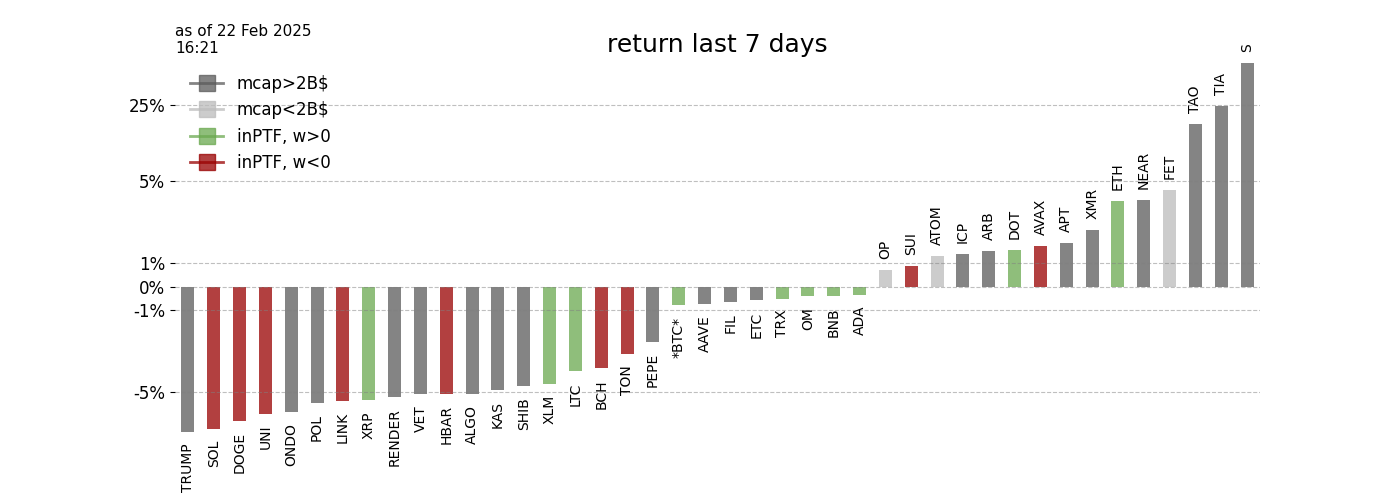 as of 22 Feb 2025
16:21
return last 7 days
mcap>2B$
mcap<2B$
inPTF, w>0
inPTF, w<0
25%
5%
1%
0%
-1%
-5%
TRUMP
SOL
DOGE
UNI
ONDO
POL
LINK
XRP
RENDER
VET
HBAR
ALGO
KAS
SHIB
XLM
LTC
BCH
TON
PEPE
*BTC*
AAVE
FIL
ETC
TRX
OM
BNB
ADA
OP
SUI
ATOM
ICP
ARB
DOT
AVAX
APT
XMR
ETH
NEAR
FET
TAO
TIA
S